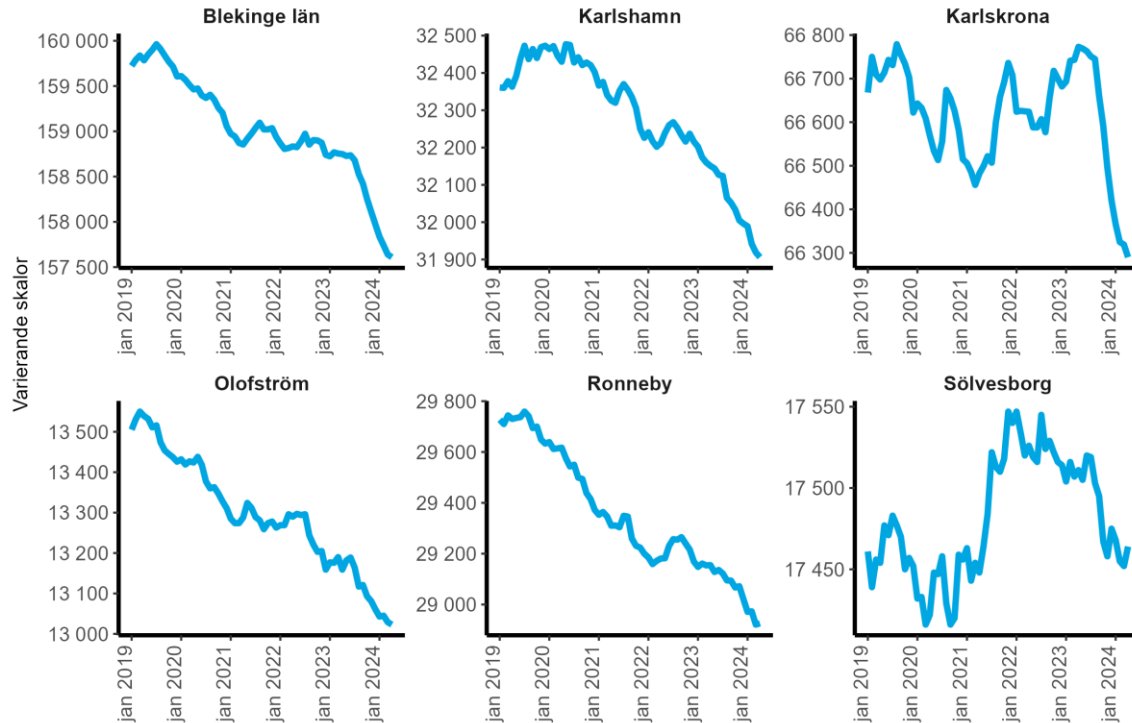 Varierande skalor
Blekinge län
160 000
159 500
159 000
158 500
158 000
157 500
jan 2019
jan 2020
jan 2021
jan 2022
jan 2023
jan 2024
Karlshamn
32 500
32 400
32 300
32 200
32 100
32 000
31 900
jan 2019
jan 2020
jan 2021
jan 2022
jan 2023
jan 2024
Karlskrona
66 800
66 700
66 600
66 500
66 400
66 300
jan 2019
jan 2020
jan 2021
jan 2022
jan 2023
jan 2024
Olofström
13 500
13 400
13 300
13 200
13 100
13 000
jan 2019
jan 2020
jan 2021
jan 2022
jan 2023
jan 2024
Ronneby
29 800
29 600
29 400
29 200
29 000
jan 2019
jan 2020
jan 2021
jan 2022
jan 2023
jan 2024
Sölvesborg
17 550
17 500
17 450
jan 2019
jan 2020
jan 2021
jan 2022
jan 2023
jan 2024